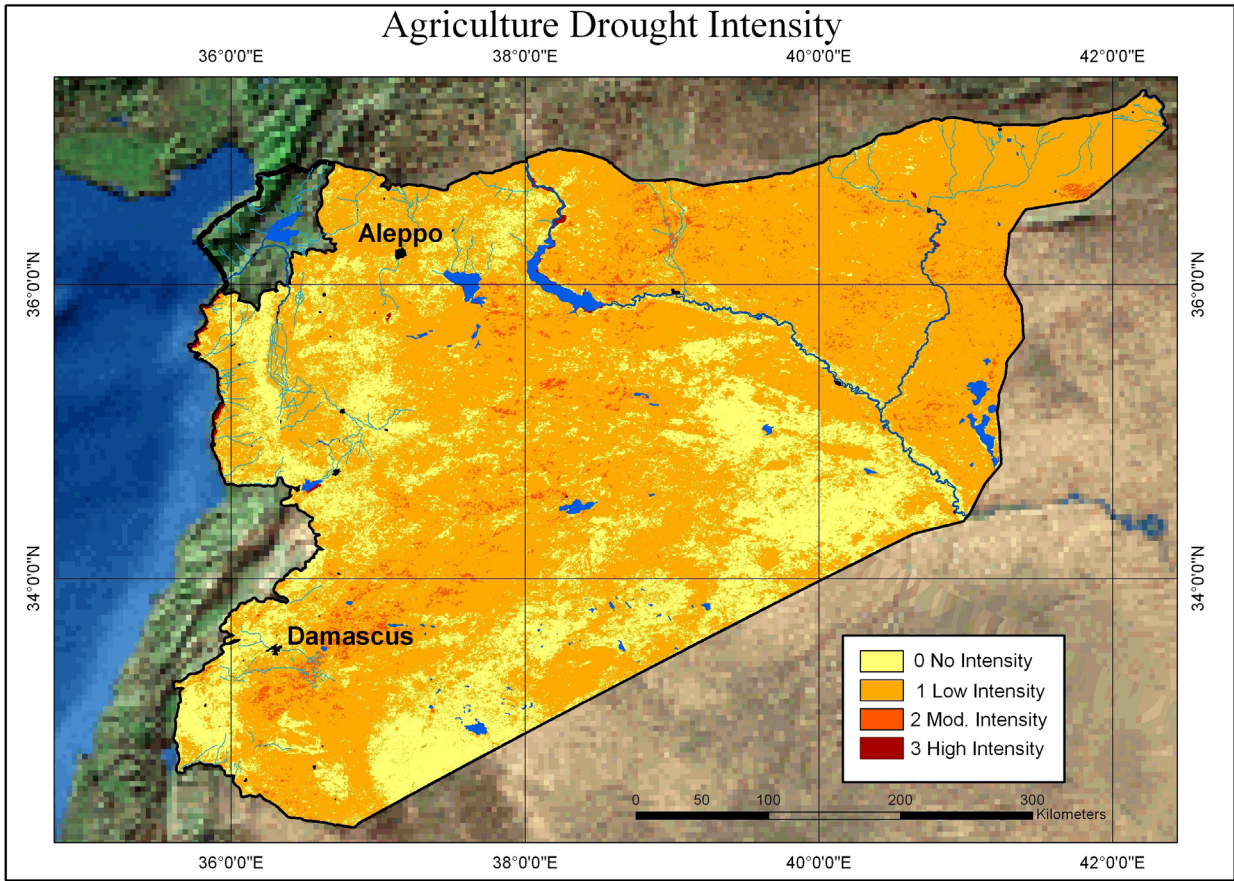 Agriculture Drought Intensity
36°0'0"E 38°0'0"E 40°0'0"E 42°0'0"E
Aleppo
36°0'0"N 36°0'0"N
34°0'0"N 34°0'0"N
Damascus
0 No Intensity
1 Low Intensity
2 Mod. Intensity
3 High Intensity
0 50 100 200 300
Kilometers
36°0'0"E 38°0'0"E 40°0'0"E 42°0'0"E